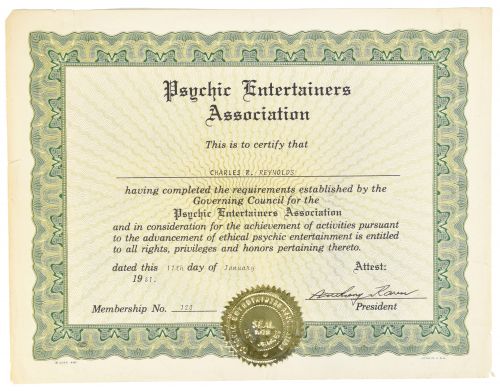 Psychic Entertainers
Association
This is to certify that
CHARLES R. REYNOLDS
having completed the requirements established by the
Governing Council for the
Psychic Entertainers Association
and in consideration for the achievement of activities pursuant
to the advancement of ethical psychic entertainment is entitled
to all rights, privileges and honors pertaining thereto.
dated this 11th day of January Attest:
1981.
Membership No. 328 President
SEAL